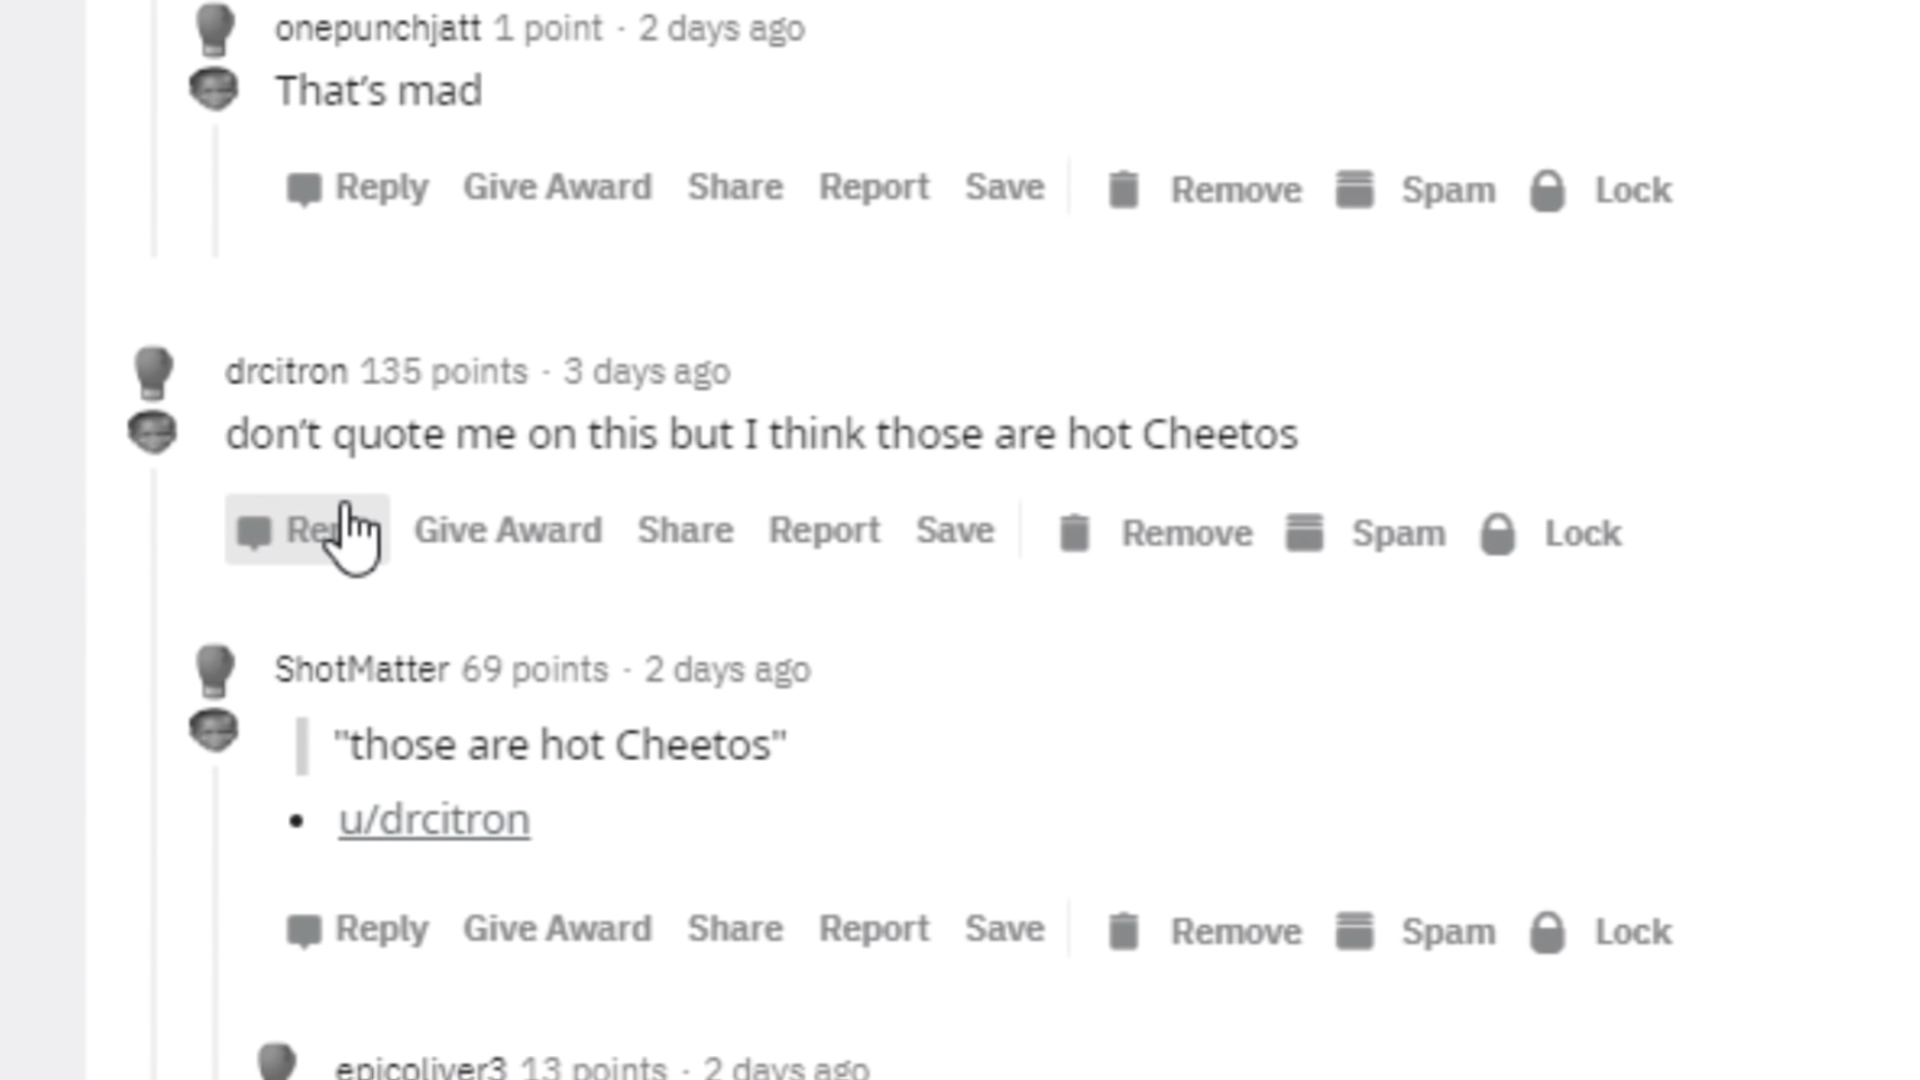 onepunchjatt 1 point · 2 days ago
That’s mad
Reply Give Award Share Report Save Remove Spam Lock
drcitron 135 points · 3 days ago
don’t quote me on this but I think those are hot Cheetos
Give Award Share Report Save Remove Spam Lock
ShotMatter 69 points · 2 days ago
"those are hot Cheetos"
• u/drcitron
Reply Give Award Share Report Save Remove Spam Lock
epicoliver3 13 points · 2 days ago